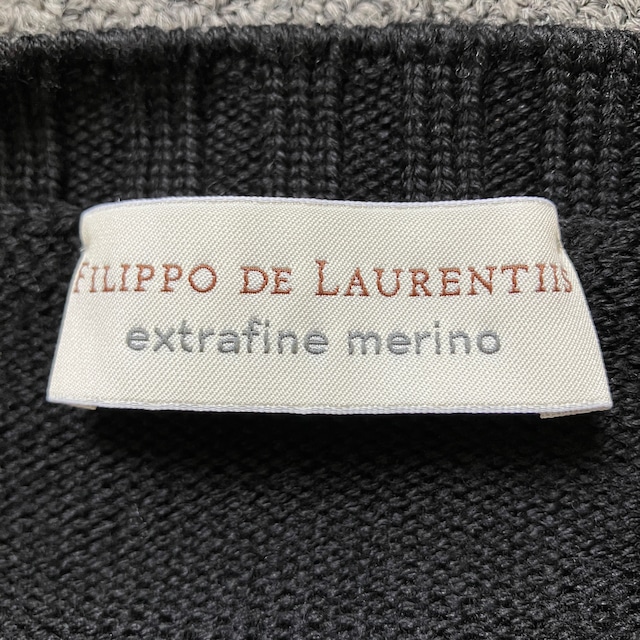 FILIPPO DE LAURENTIIS
extrafine merino